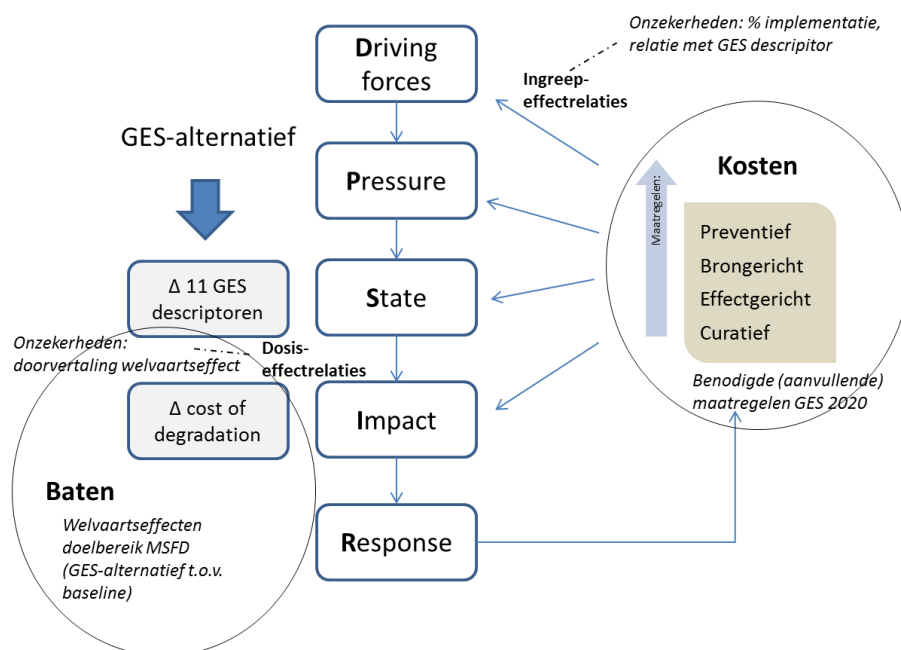 Onzekerheden: % implementatie,
relatie met GES descripitor
Driving
forces
Ingreep-
effectrelaties
GES-alternatief
Pressure
Kosten
Maatregelen:
Preventief
Brongericht
Effectgericht
Curatief
Δ 11 GES
descriptoren
State
Onzekerheden:
doorvertaling welvaartseffect
Dosis-
effectrelaties
Benodigde (aanvullende)
maatregelen GES 2020
Δ cost of
degradation
Impact
Baten
Welvaartseffecten
doelbereik MSFD
(GES-alternatief t.o.v.
baseline)
Response